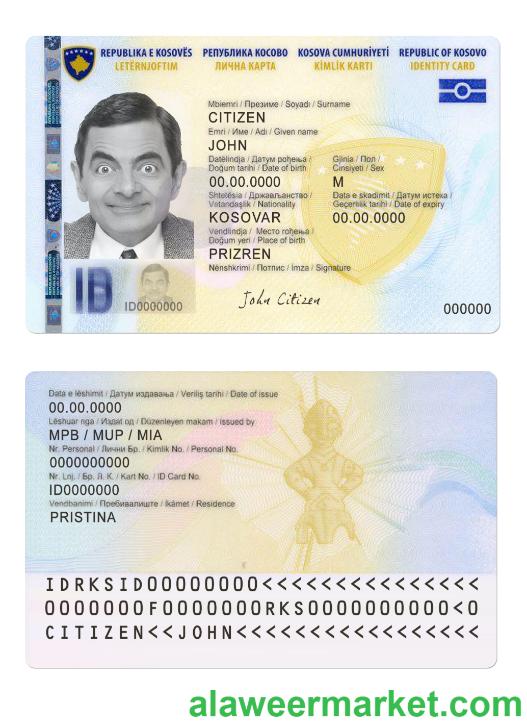 REPUBLIKA E KOSOVËS РЕПУБЛИКА КОСОВО KOSOVA CUMHURİYETİ REPUBLIC OF KOSOVO
LETËRNJOFTIM ЛИЧНА КАРТА KİMLİK KARTI IDENTITY CARD
Mbiemri / Презиме / Soyadı / Surname
CITIZEN
Emri / Име / Adı / Given name
JOHN
Datëlindja / Датум рођења / Gjinia / Пол /
Doğum tarihi / Date of birth Cinsiyeti / Sex
00.00.0000 M
Shtetësia / Држављанство / Data e skadimit / Датум истека /
Vatandaşlık / Nationality Geçerlilik tarihi / Date of expiry
KOSOVAR 00.00.0000
Vendlindja / Место рођења /
Doğum yeri / Place of birth
PRIZREN
Nënshkrimi / Потпис / İmza / Signature
John Citizen
ID ID0000000 000000
Data e lëshimit / Датум издавања / Veriliş tarihi / Date of issue
00.00.0000
Lëshuar nga / Издат од / Düzenleyen makam / Issued by
MPB / MUP / MIA
Nr. Personal / Лични Бр. / Kimlik No. / Personal No.
0000000000
Nr. Lnj. / Бр. Л. К. / Kart No. / ID Card No.
ID0000000
Vendbanimi / Пребивалиште / İkâmet / Residence
PRISTINA
IDRKSID00000000<<<<<<<<<<<<<<<
0000000F0000000RKS0000000000<0
CITIZEN<<JOHN<<<<<<<<<<<<<<<<<
alaweermarket.com